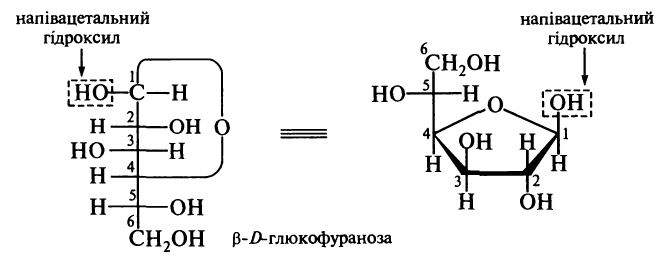 напівацетальний
гідроксил
напівацетальний
гідроксил
1
HO C H
2
H OH
O
3
HO H
4
H
5
H OH
6
CH₂OH
β-D-глюкофураноза
6
CH₂OH
5
HO H
O OH
4 OH H 1
H H
3 2
H OH